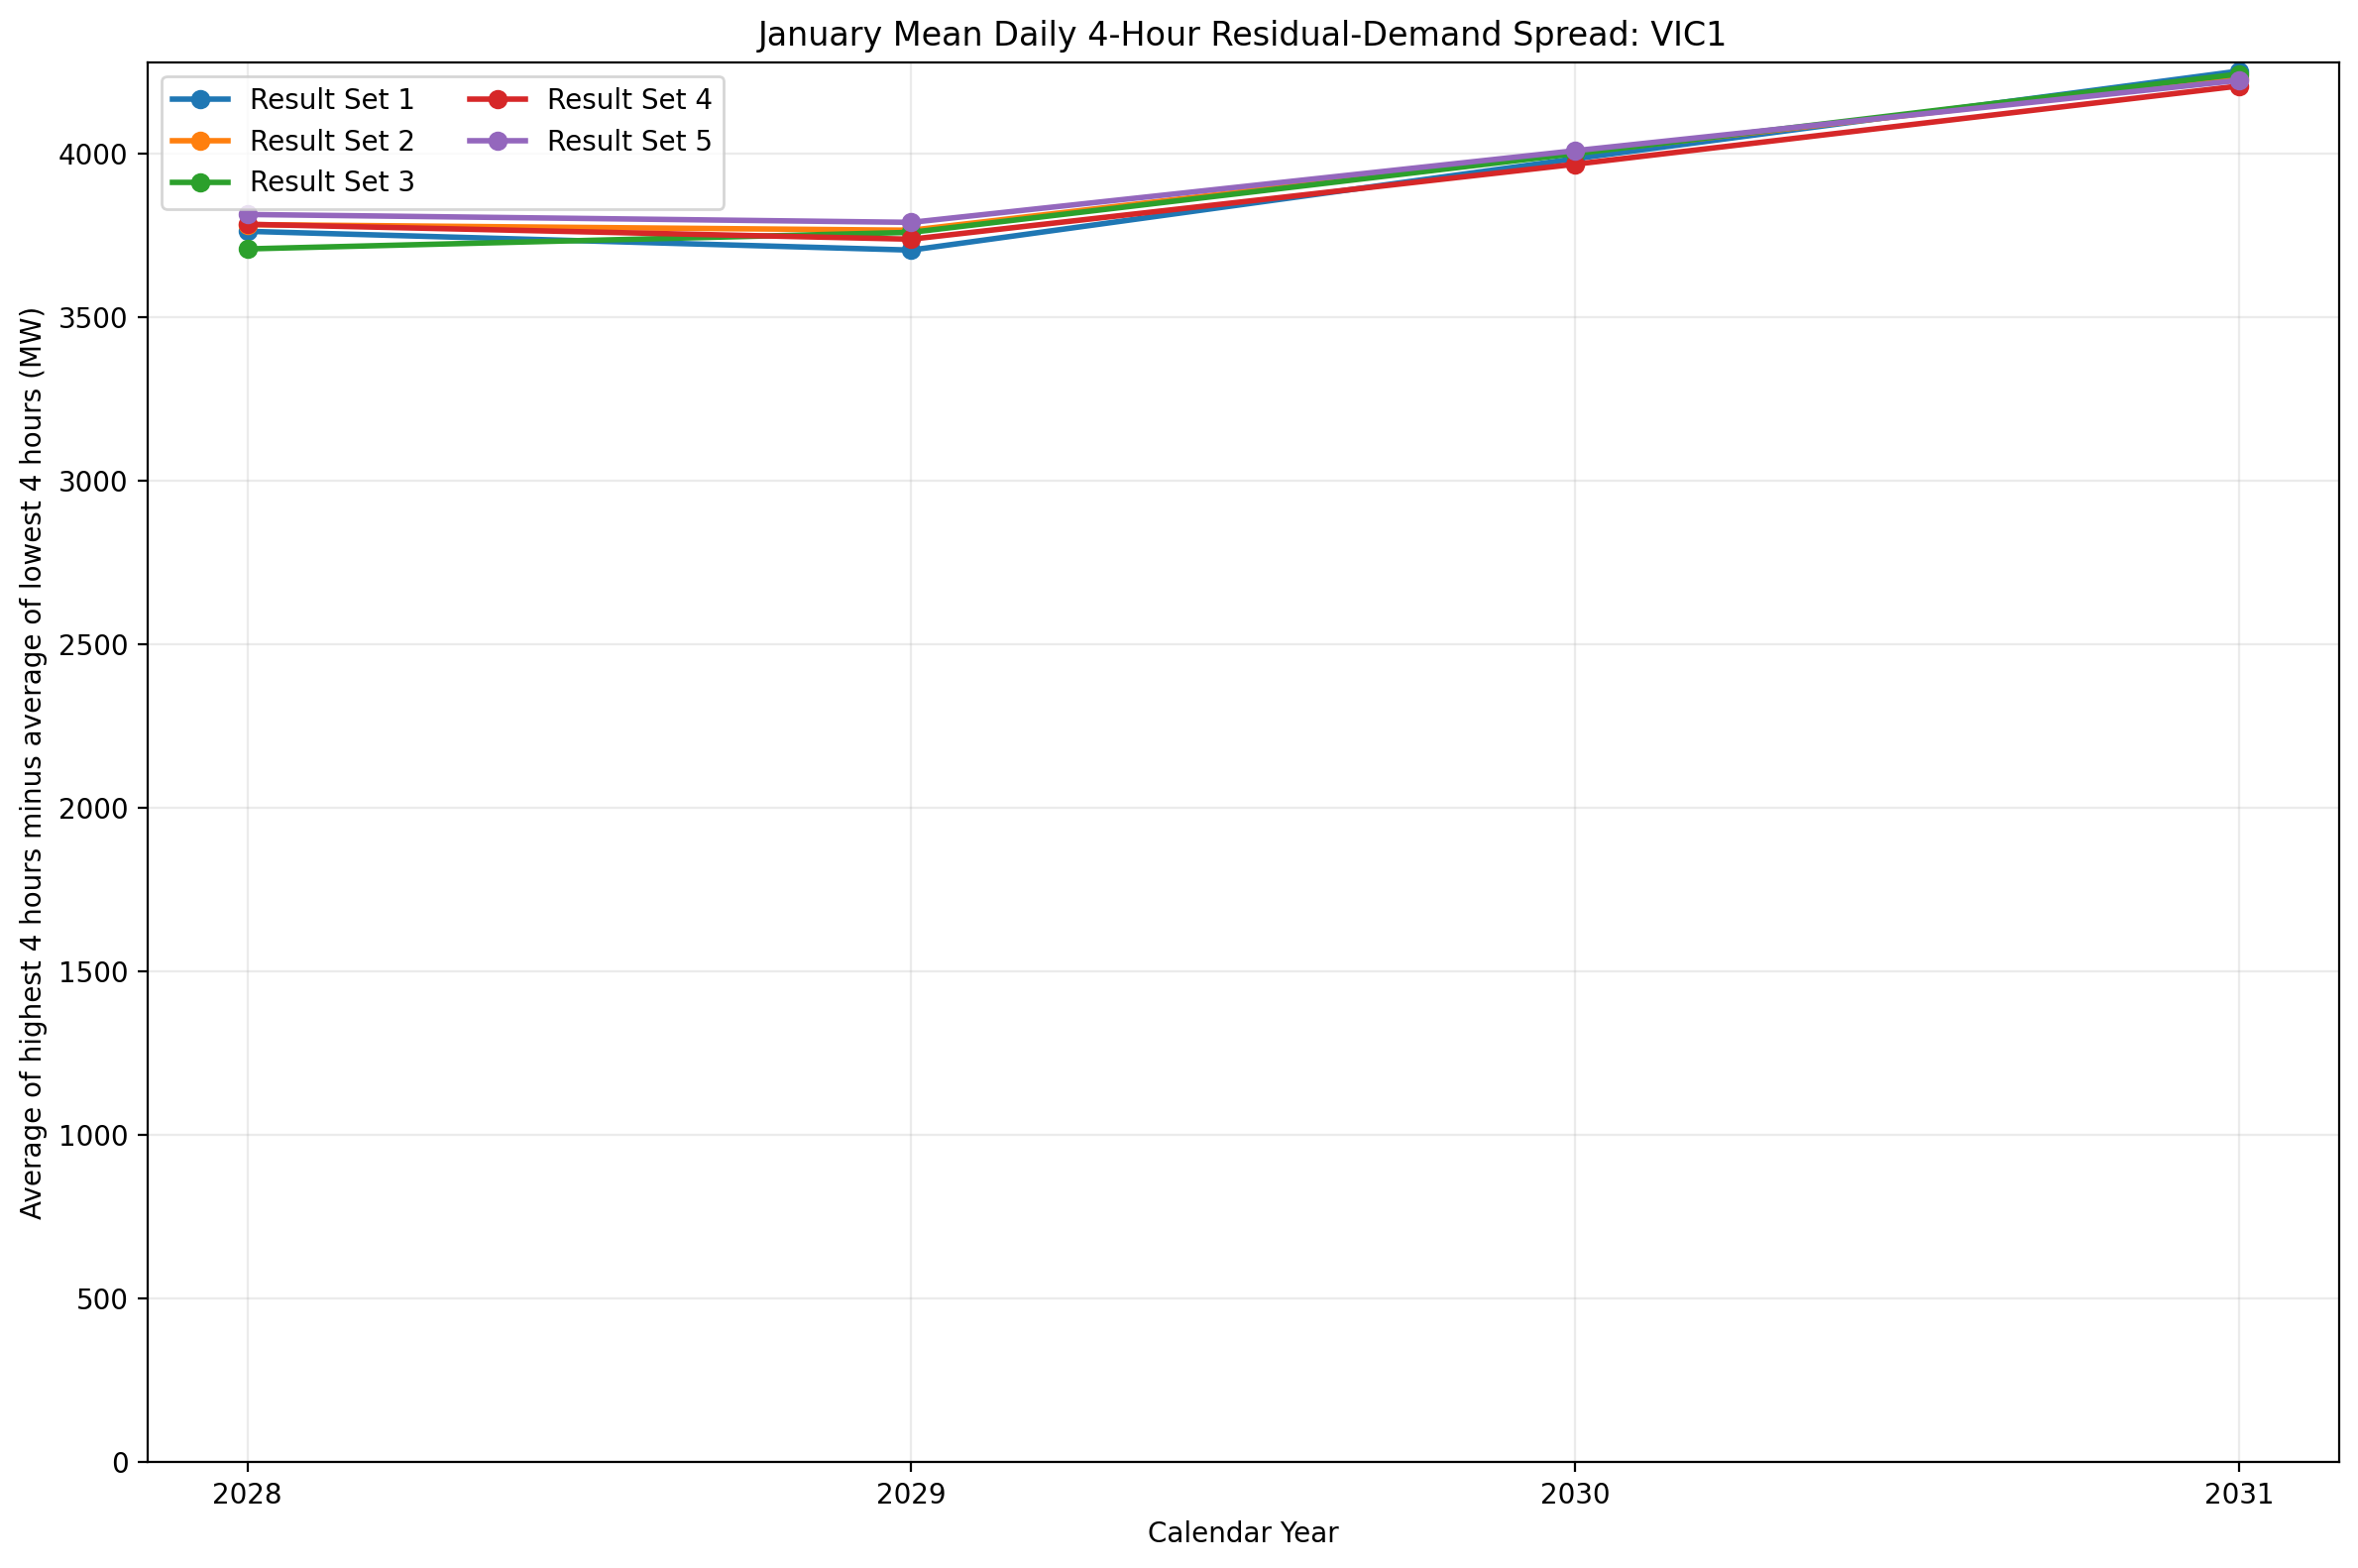 January Mean Daily 4-Hour Residual-Demand Spread: VIC1
Result Set 1
Result Set 2
Result Set 3
Result Set 4
Result Set 5
Average of highest 4 hours minus average of lowest 4 hours (MW)
4000
3500
3000
2500
2000
1500
1000
500
0
2028
2029
2030
2031
Calendar Year